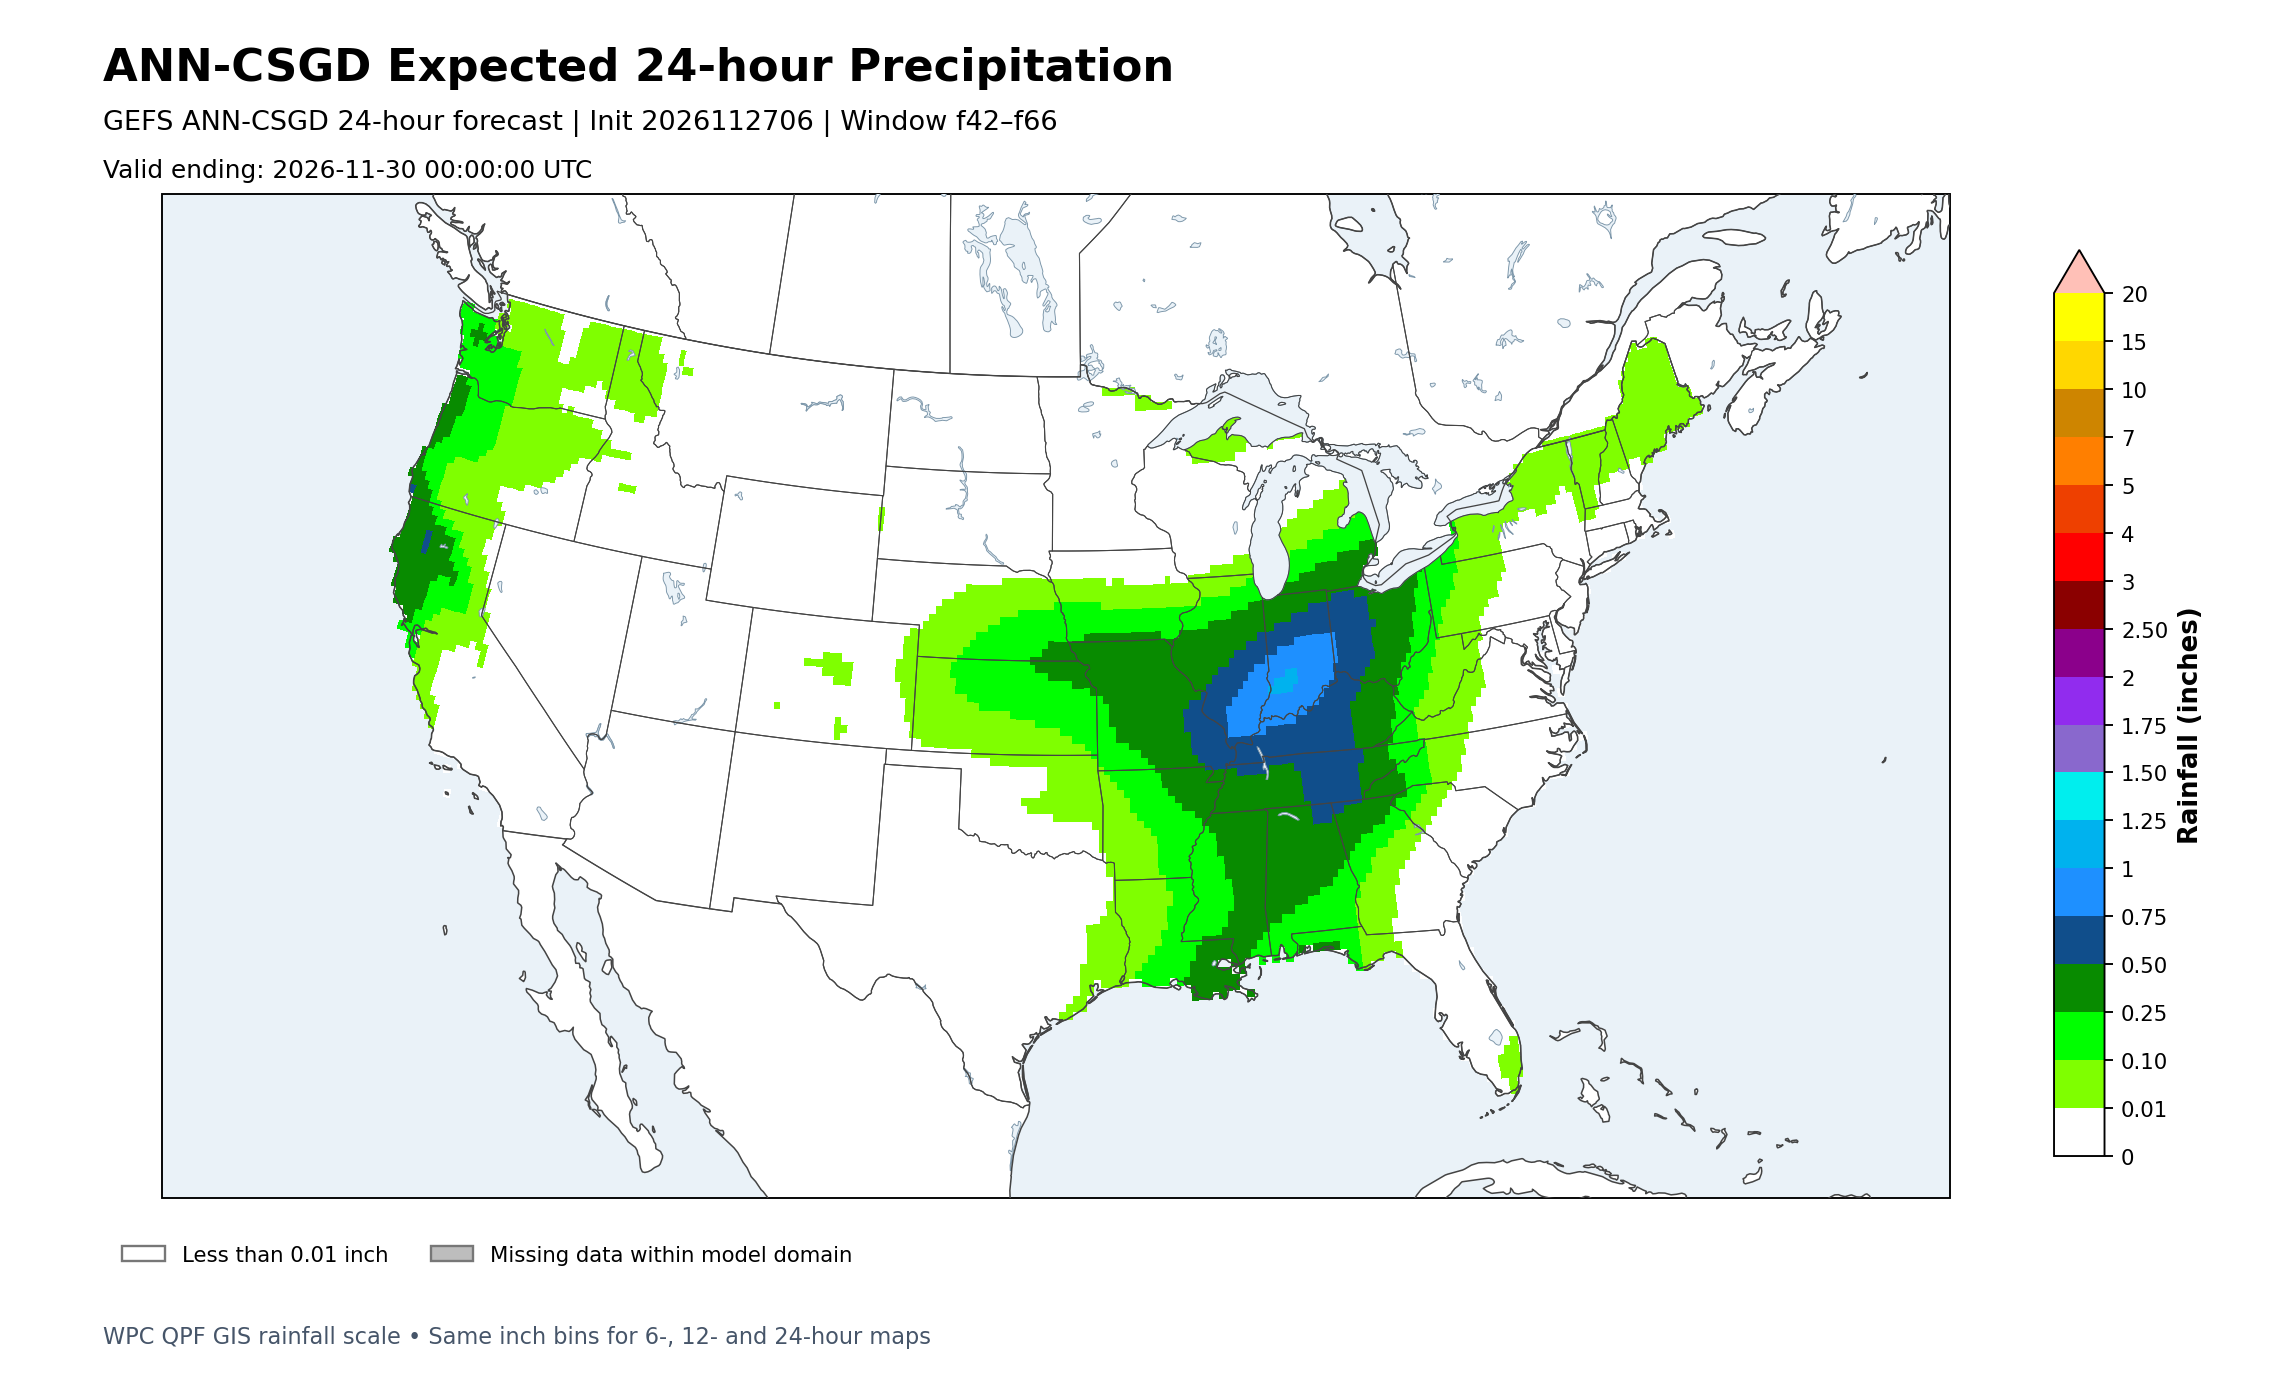 ANN-CSGD Expected 24-hour Precipitation
GEFS ANN-CSGD 24-hour forecast | Init 2026112706 | Window f42–f66
Valid ending: 2026-11-30 00:00:00 UTC
20
15
10
7
5
4
3
2.50
2
1.75
1.50
1.25
1
0.75
0.50
0.25
0.10
0.01
0
Rainfall (inches)
Less than 0.01 inch
Missing data within model domain
WPC QPF GIS rainfall scale • Same inch bins for 6-, 12- and 24-hour maps